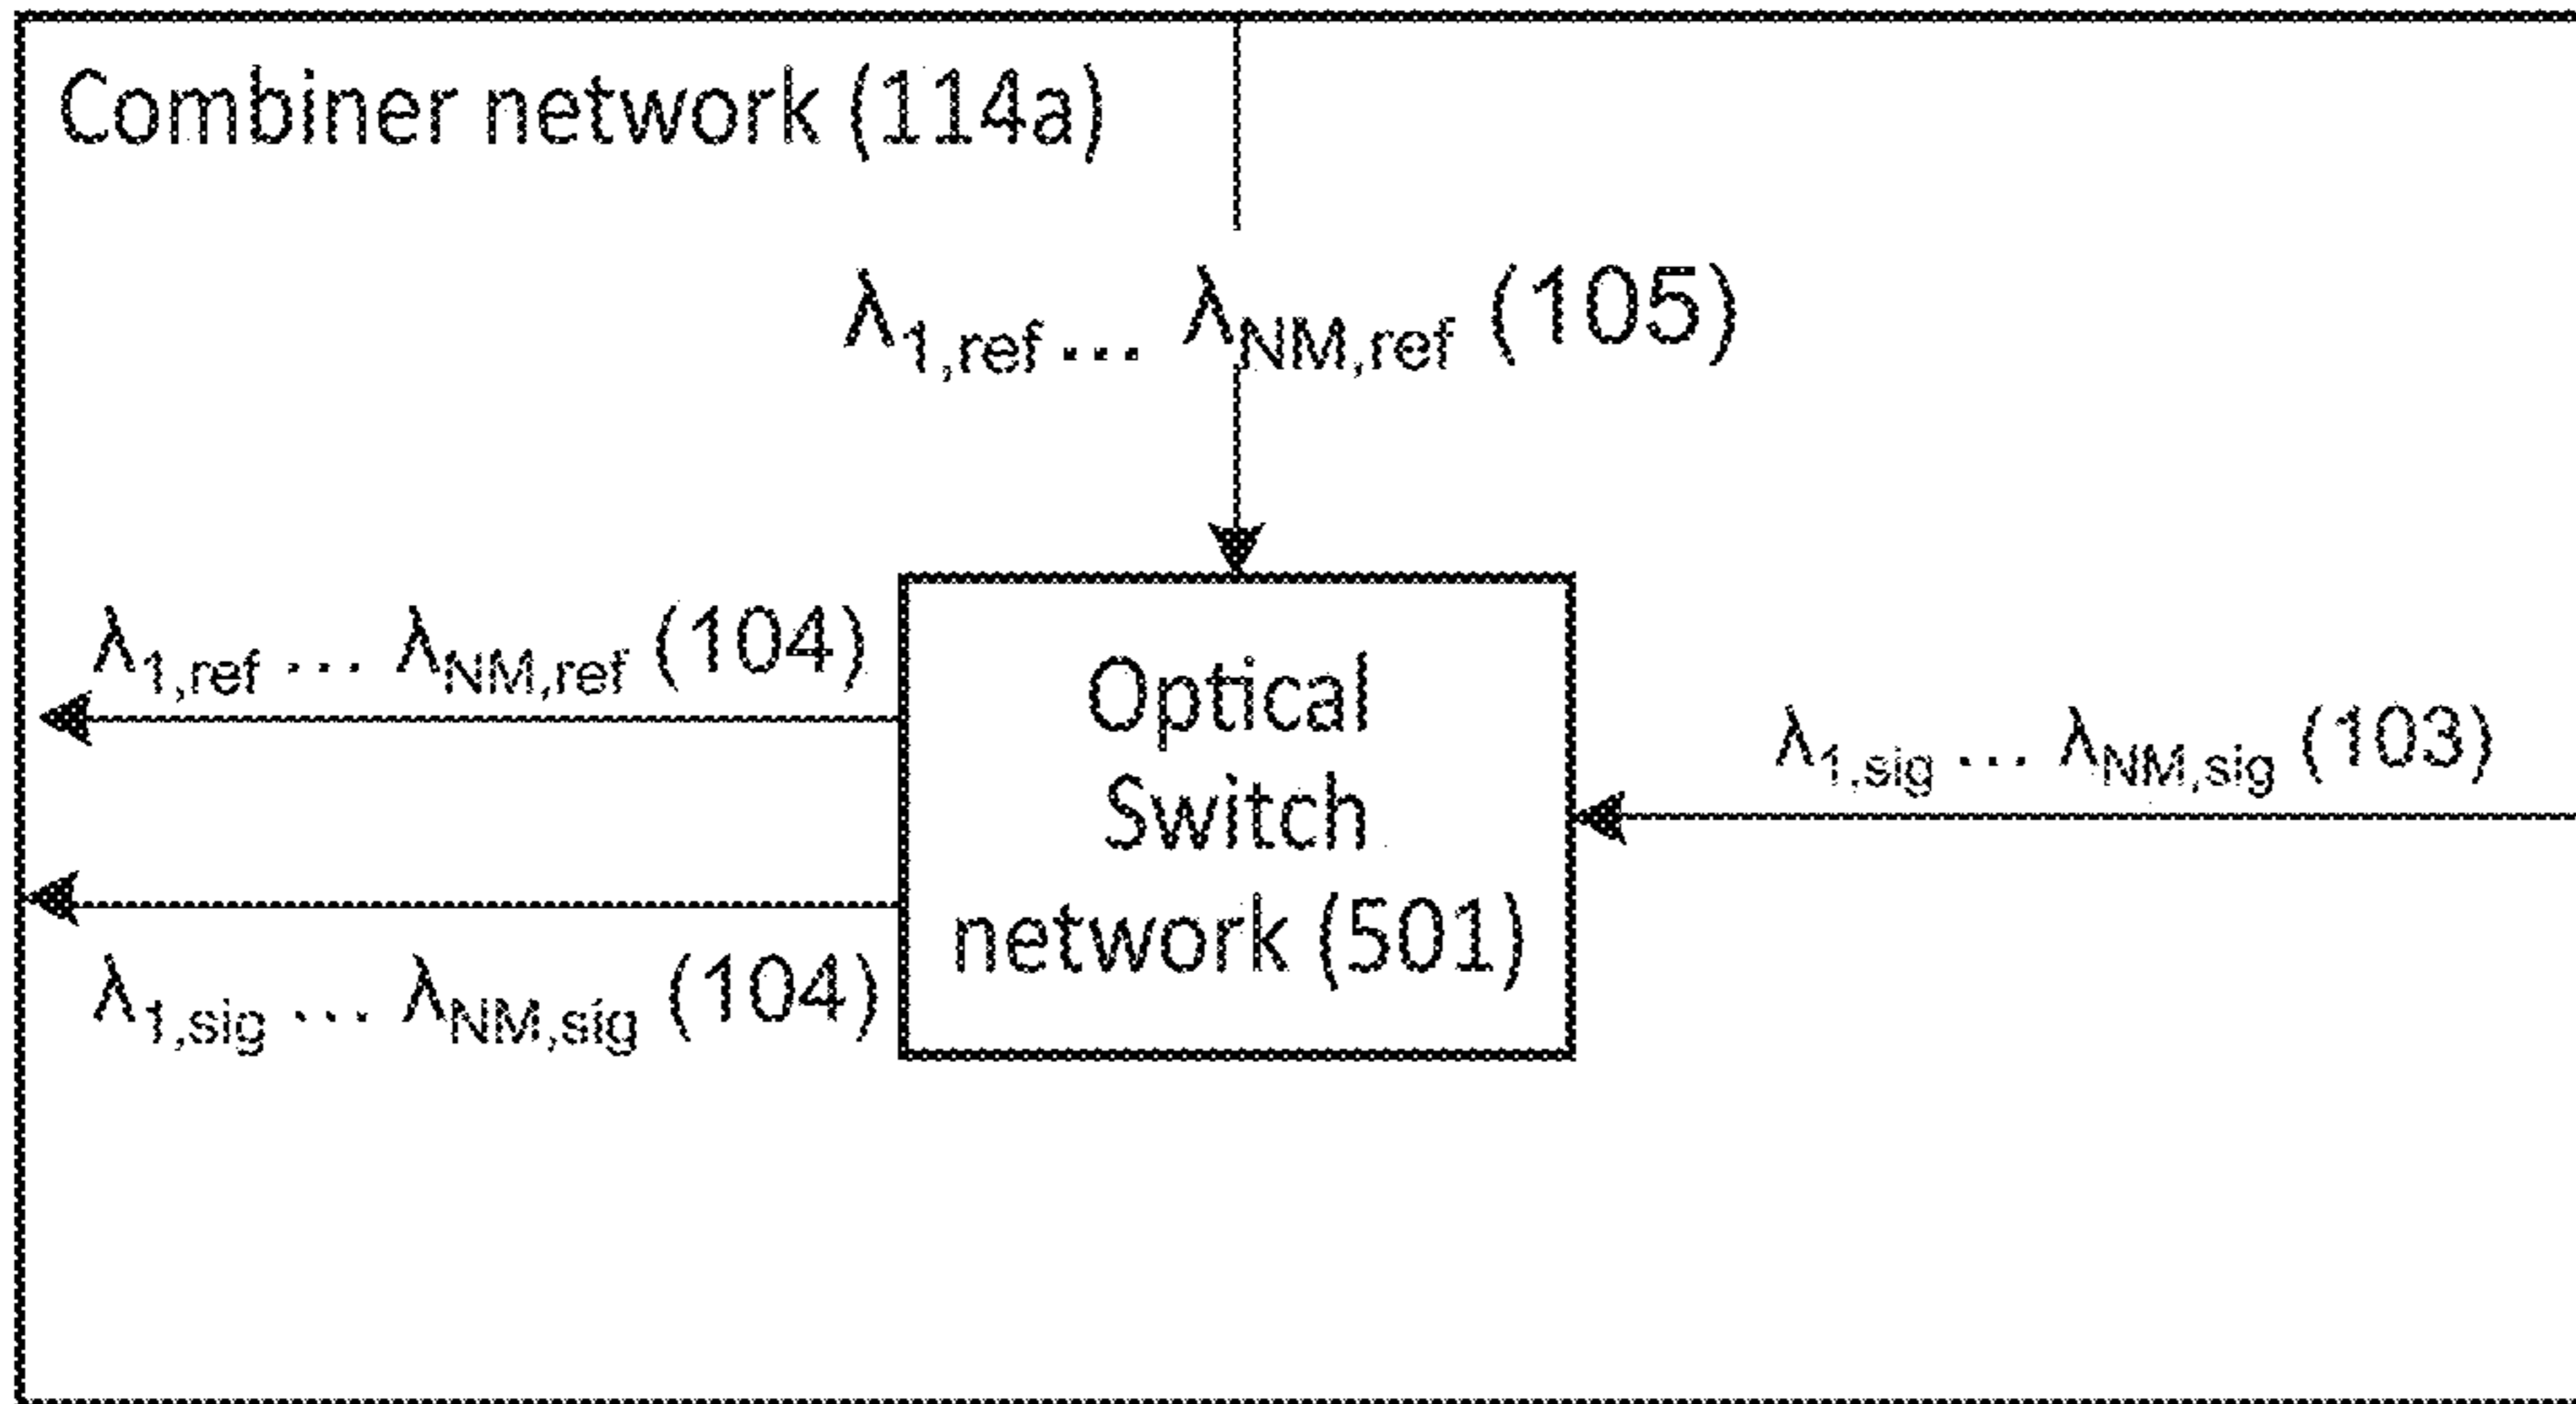 Combiner network (114a)
λ1,ref ... λNM,ref (105)
λ1,ref ... λNM,ref (104)
Optical
Switch
network (501)
λ1,sig ... λNM,sig (103)
λ1,sig ... λNM,sig (104)